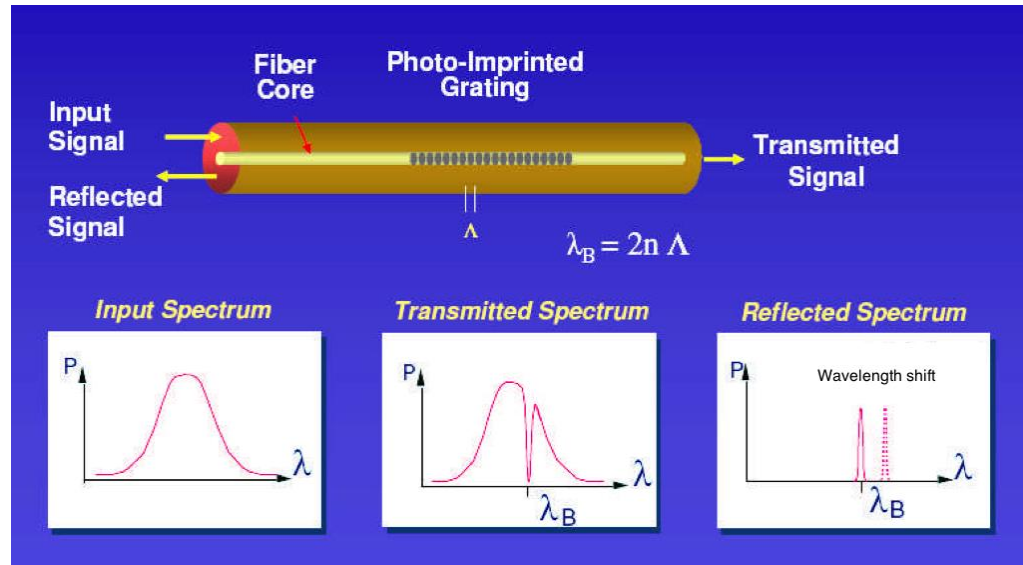 Fiber
Core
Photo-Imprinted
Grating
Input
Signal
Reflected
Signal
Transmitted
Signal
Λ
λB = 2n Λ
Input Spectrum
Transmitted Spectrum
Reflected Spectrum
P
λ
P
λ
λB
P
Wavelength shift
λ
λB